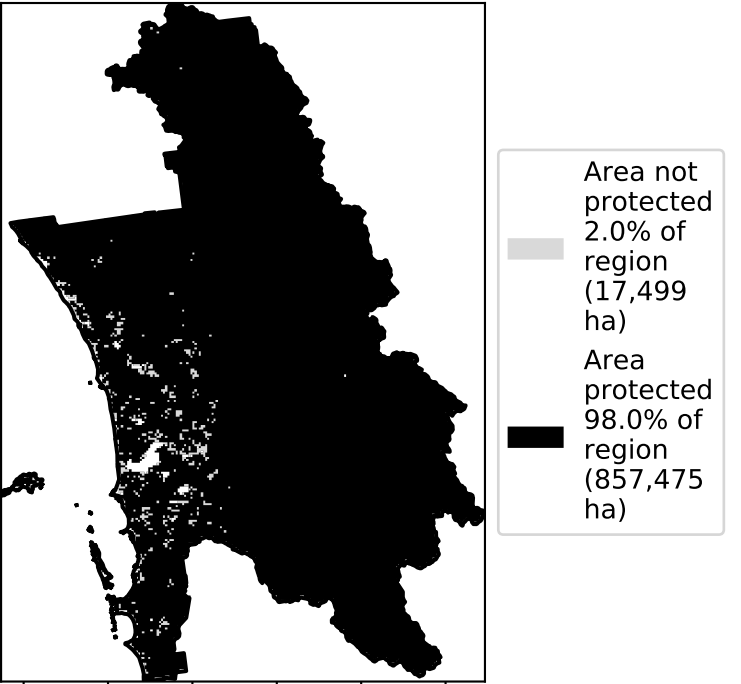 Area not
protected
2.0% of
region
(17,499
ha)
Area
protected
98.0% of
region
(857,475
ha)